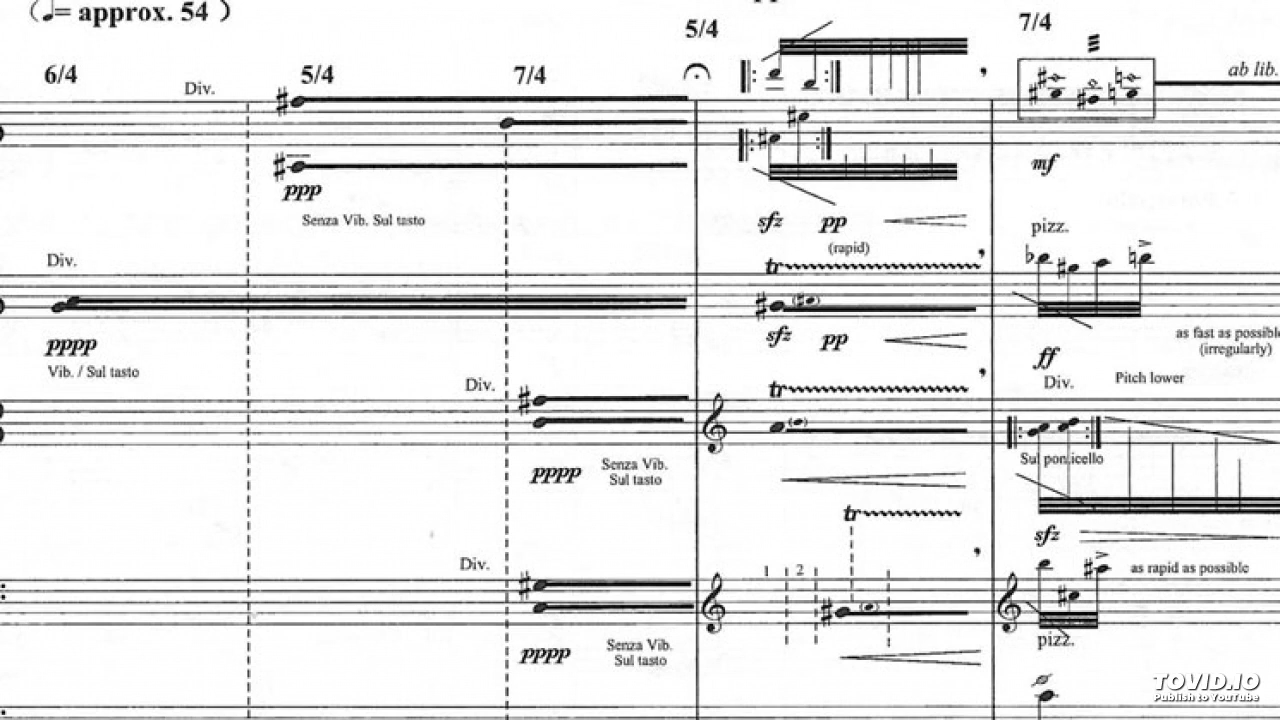 (♩= approx. 54 )
5/4
7/4
6/4
Div.
5/4
7/4
ab lib.
ppp
Senza Vib. Sul tasto
sfz
pp
mf
(rapid)
pizz.
Div.
tr
pppp
Vib. / Sul tasto
sfz
pp
as fast as possible
(irregularly)
ff
Div.
tr
Div.
Pitch lower
pppp
Senza Vib.
Sul tasto
Sul ponticello
tr
sfz
Div.
1
2
as rapid as possible
pppp
Senza Vib.
Sul tasto
pizz.
TOVID.IO
Publish to YouTube